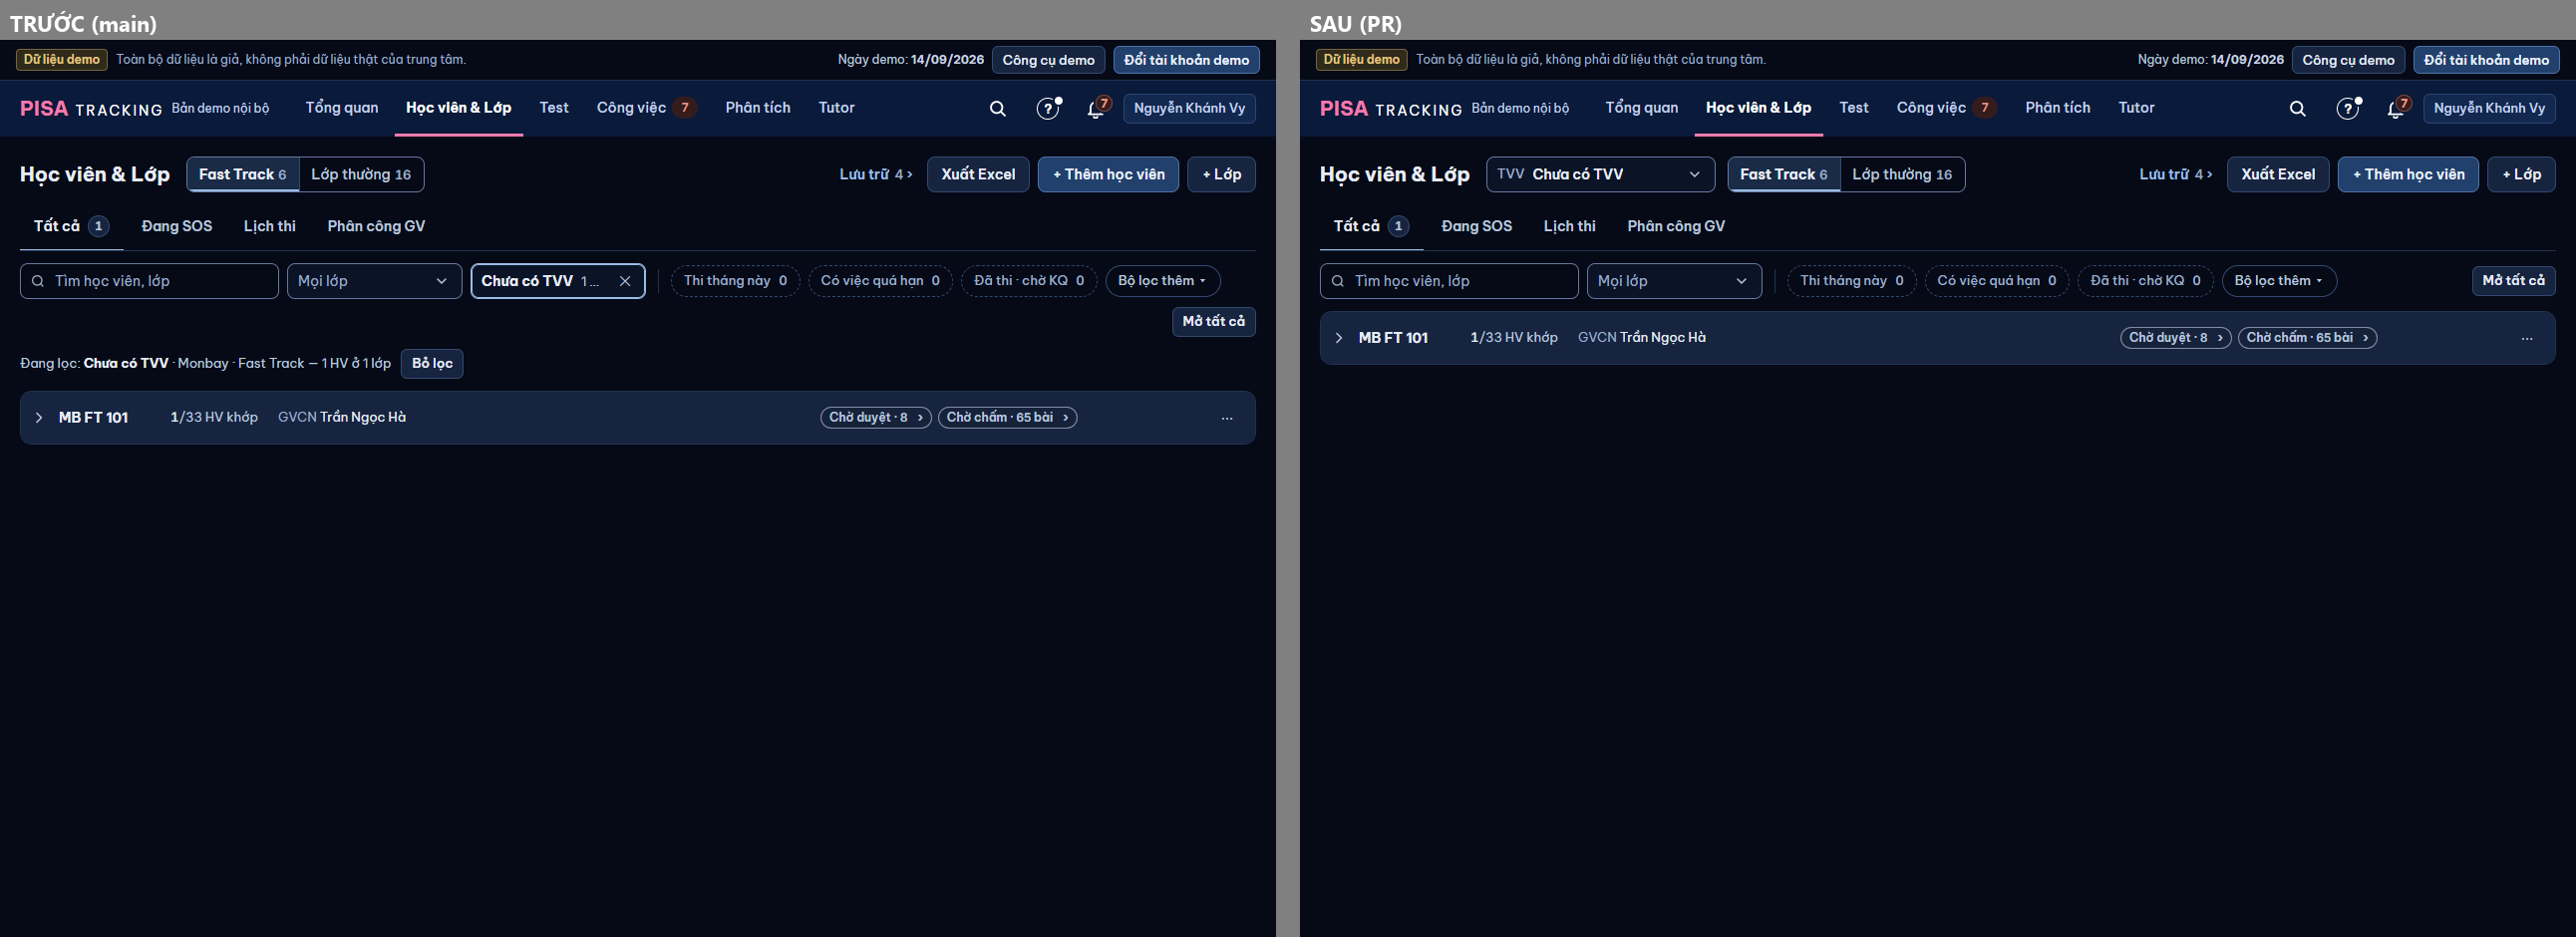 TRƯỚC (main)
Dữ liệu demo Toàn bộ dữ liệu là giả, không phải dữ liệu thật của trung tâm. Ngày demo: 14/09/2026 Công cụ demo Đổi tài khoản demo
PISA TRACKING Bản demo nội bộ Tổng quan Học viên & Lớp Test Công việc 7 Phân tích Tutor ? 7 Nguyễn Khánh Vy
Học viên & Lớp Fast Track 6 Lớp thường 16 Lưu trữ 4 › Xuất Excel + Thêm học viên + Lớp
Tất cả 1 Đang SOS Lịch thi Phân công GV
Tìm học viên, lớp Mọi lớp Chưa có TVV 1 ... Thi tháng này 0 Có việc quá hạn 0 Đã thi · chờ KQ 0 Bộ lọc thêm
Mở tất cả
Đang lọc: Chưa có TVV · Monbay · Fast Track — 1 HV ở 1 lớp Bỏ lọc
MB FT 101 1/33 HV khớp GVCN Trần Ngọc Hà Chờ duyệt · 8 › Chờ chấm · 65 bài › ...
SAU (PR)
Dữ liệu demo Toàn bộ dữ liệu là giả, không phải dữ liệu thật của trung tâm. Ngày demo: 14/09/2026 Công cụ demo Đổi tài khoản demo
PISA TRACKING Bản demo nội bộ Tổng quan Học viên & Lớp Test Công việc 7 Phân tích Tutor ? 7 Nguyễn Khánh Vy
Học viên & Lớp TVV Chưa có TVV Fast Track 6 Lớp thường 16 Lưu trữ 4 › Xuất Excel + Thêm học viên + Lớp
Tất cả 1 Đang SOS Lịch thi Phân công GV
Tìm học viên, lớp Mọi lớp Thi tháng này 0 Có việc quá hạn 0 Đã thi · chờ KQ 0 Bộ lọc thêm Mở tất cả
MB FT 101 1/33 HV khớp GVCN Trần Ngọc Hà Chờ duyệt · 8 › Chờ chấm · 65 bài › ...